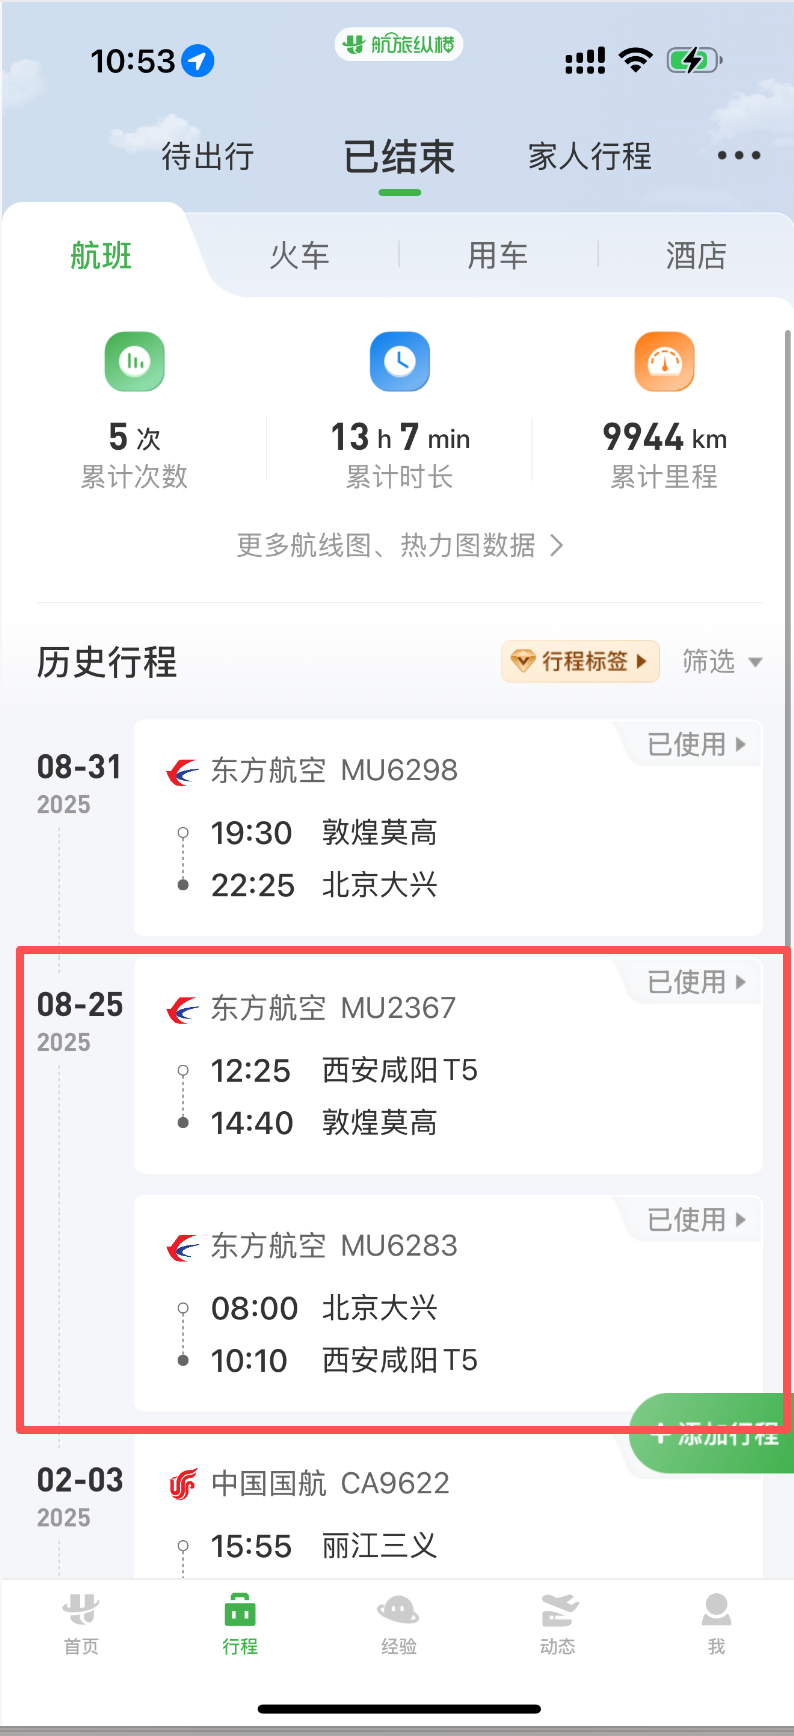 10:53
航旅纵横
待出行 已结束 家人行程
航班 火车 用车 酒店
5 次 13 h 7 min 9944 km
累计次数 累计时长 累计里程
更多航线图、热力图数据
历史行程 行程标签 筛选
08-31 东方航空 MU6298 已使用
2025
19:30 敦煌莫高
22:25 北京大兴
08-25 东方航空 MU2367 已使用
2025
12:25 西安咸阳T5
14:40 敦煌莫高
东方航空 MU6283 已使用
08:00 北京大兴
10:10 西安咸阳T5
+ 添加行程
02-03 中国国航 CA9622
2025
15:55 丽江三义
首页 行程 经验 动态 我